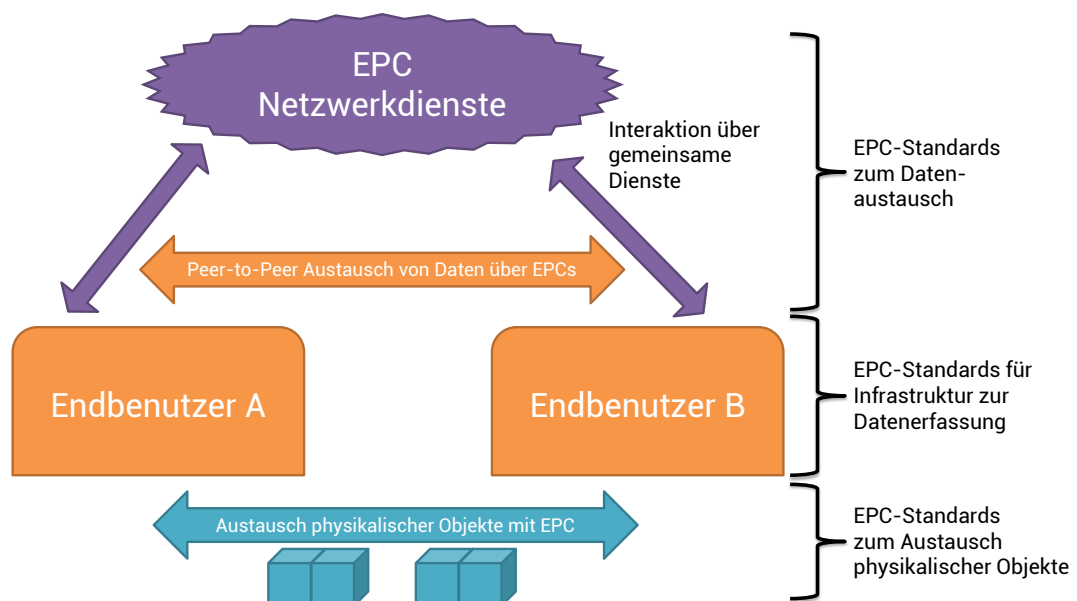 EPC
Netzwerkdienste
Interaktion über
gemeinsame
Dienste
EPC-Standards
zum Daten-
austausch
Peer-to-Peer Austausch von Daten über EPCs
Endbenutzer A
Endbenutzer B
EPC-Standards für
Infrastruktur zur
Datenerfassung
Austausch physikalischer Objekte mit EPC
EPC-Standards
zum Austausch
physikalischer Objekte